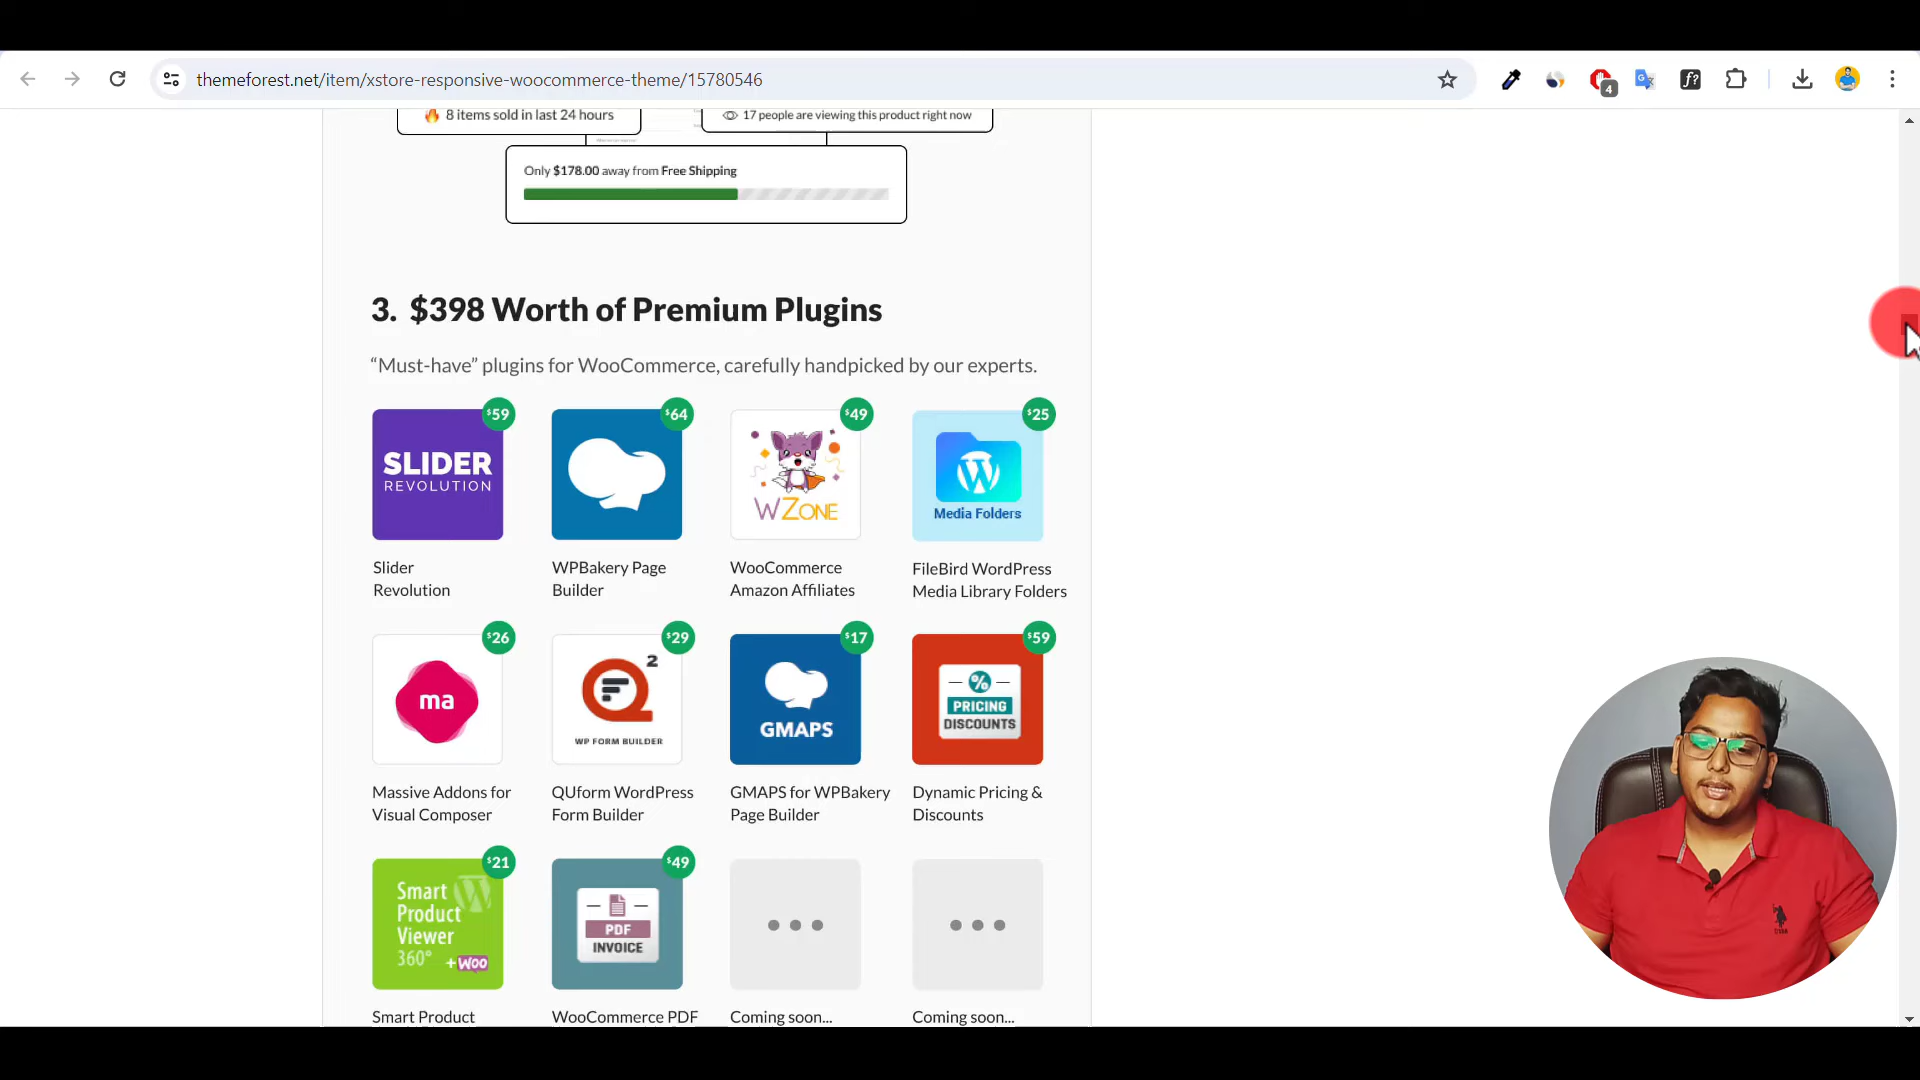 themeforest.net/item/xstore-responsive-woocommerce-theme/15780546
4
🔥 8 items sold in last 24 hours
17 people are viewing this product right now
Only $178.00 away from Free Shipping
3. $398 Worth of Premium Plugins
“Must-have” plugins for WooCommerce, carefully handpicked by our experts.
$59
$64
$49
$25
SLIDER
REVOLUTION
WZONE
Media Folders
Slider
Revolution
WPBakery Page
Builder
WooCommerce
Amazon Affiliates
FileBird WordPress
Media Library Folders
$26
$29
$17
$59
ma
2
WP FORM BUILDER
GMAPS
%
PRICING
DISCOUNTS
Massive Addons for
Visual Composer
QUform WordPress
Form Builder
GMAPS for WPBakery
Page Builder
Dynamic Pricing &
Discounts
$21
$49
Smart
Product
Viewer
360° + Woo
PDF
INVOICE
Smart Product
WooCommerce PDF
Coming soon...
Coming soon...